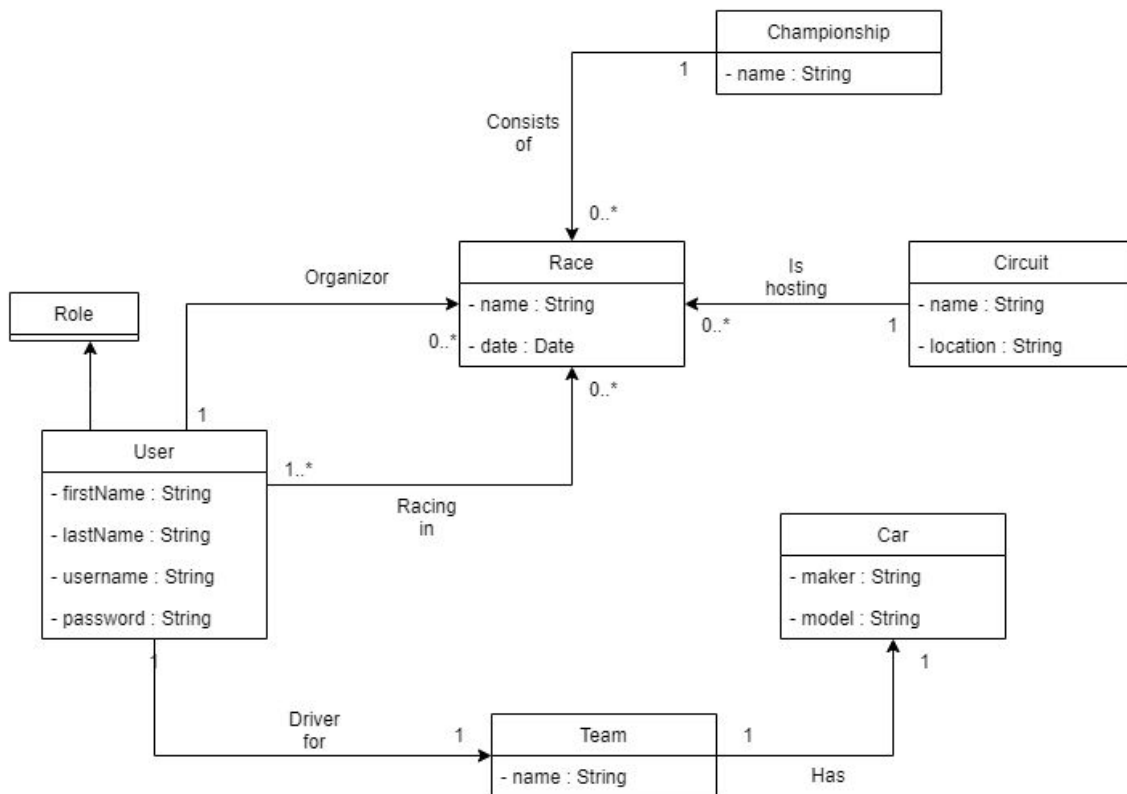 Championship
- name : String
1
Consists
of
0..*
Race
- name : String
- date : Date
Organizor
0..*
1
Is
hosting
0..*
1
Circuit
- name : String
- location : String
Role
User
- firstName : String
- lastName : String
- username : String
- password : String
1..*
Racing
in
0..*
Car
- maker : String
- model : String
1
1
Driver
for
1
Team
- name : String
1
Has